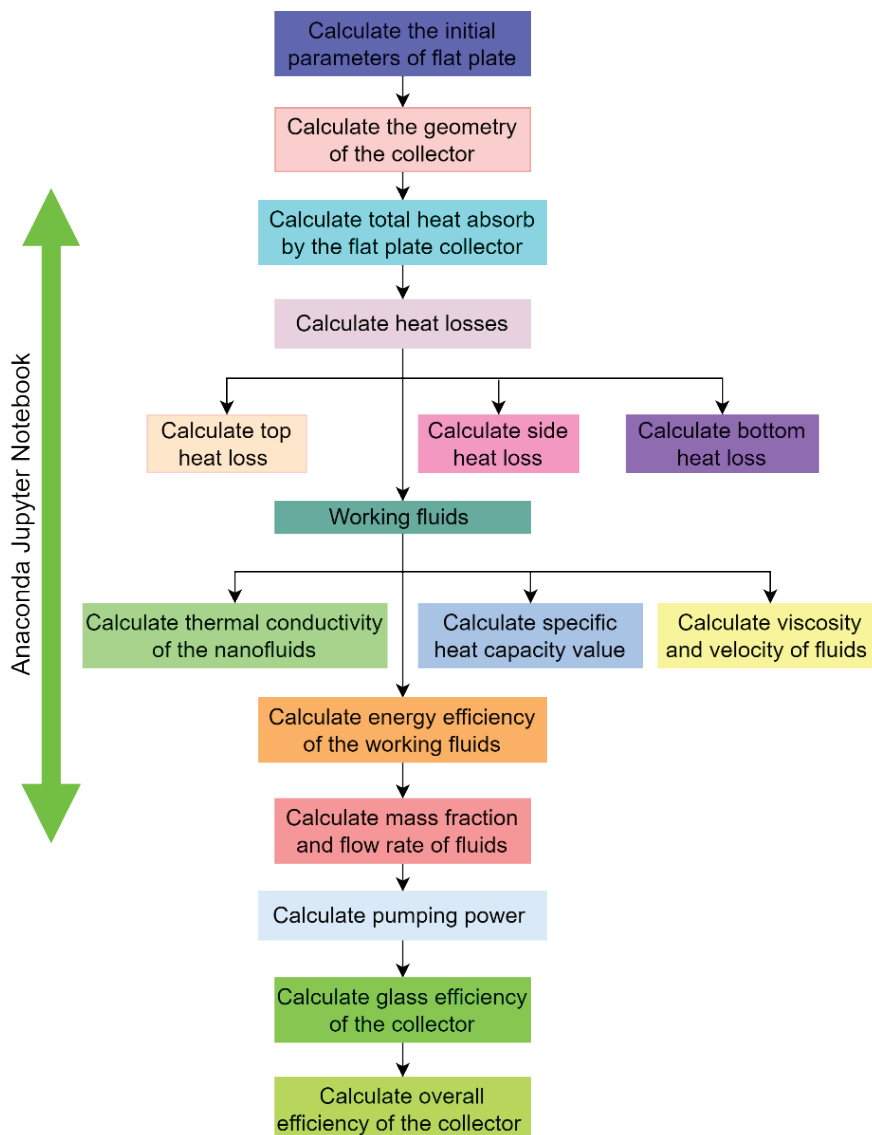 Calculate the initial
parameters of flat plate
Calculate the geometry
of the collector
Calculate total heat absorb
by the flat plate collector
Calculate heat losses
Calculate top
heat loss
Calculate side
heat loss
Calculate bottom
heat loss
Working fluids
Calculate thermal conductivity
of the nanofluids
Calculate specific
heat capacity value
Calculate viscosity
and velocity of fluids
Calculate energy efficiency
of the working fluids
Calculate mass fraction
and flow rate of fluids
Calculate pumping power
Calculate glass efficiency
of the collector
Calculate overall
efficiency of the collector
Anaconda Jupyter Notebook